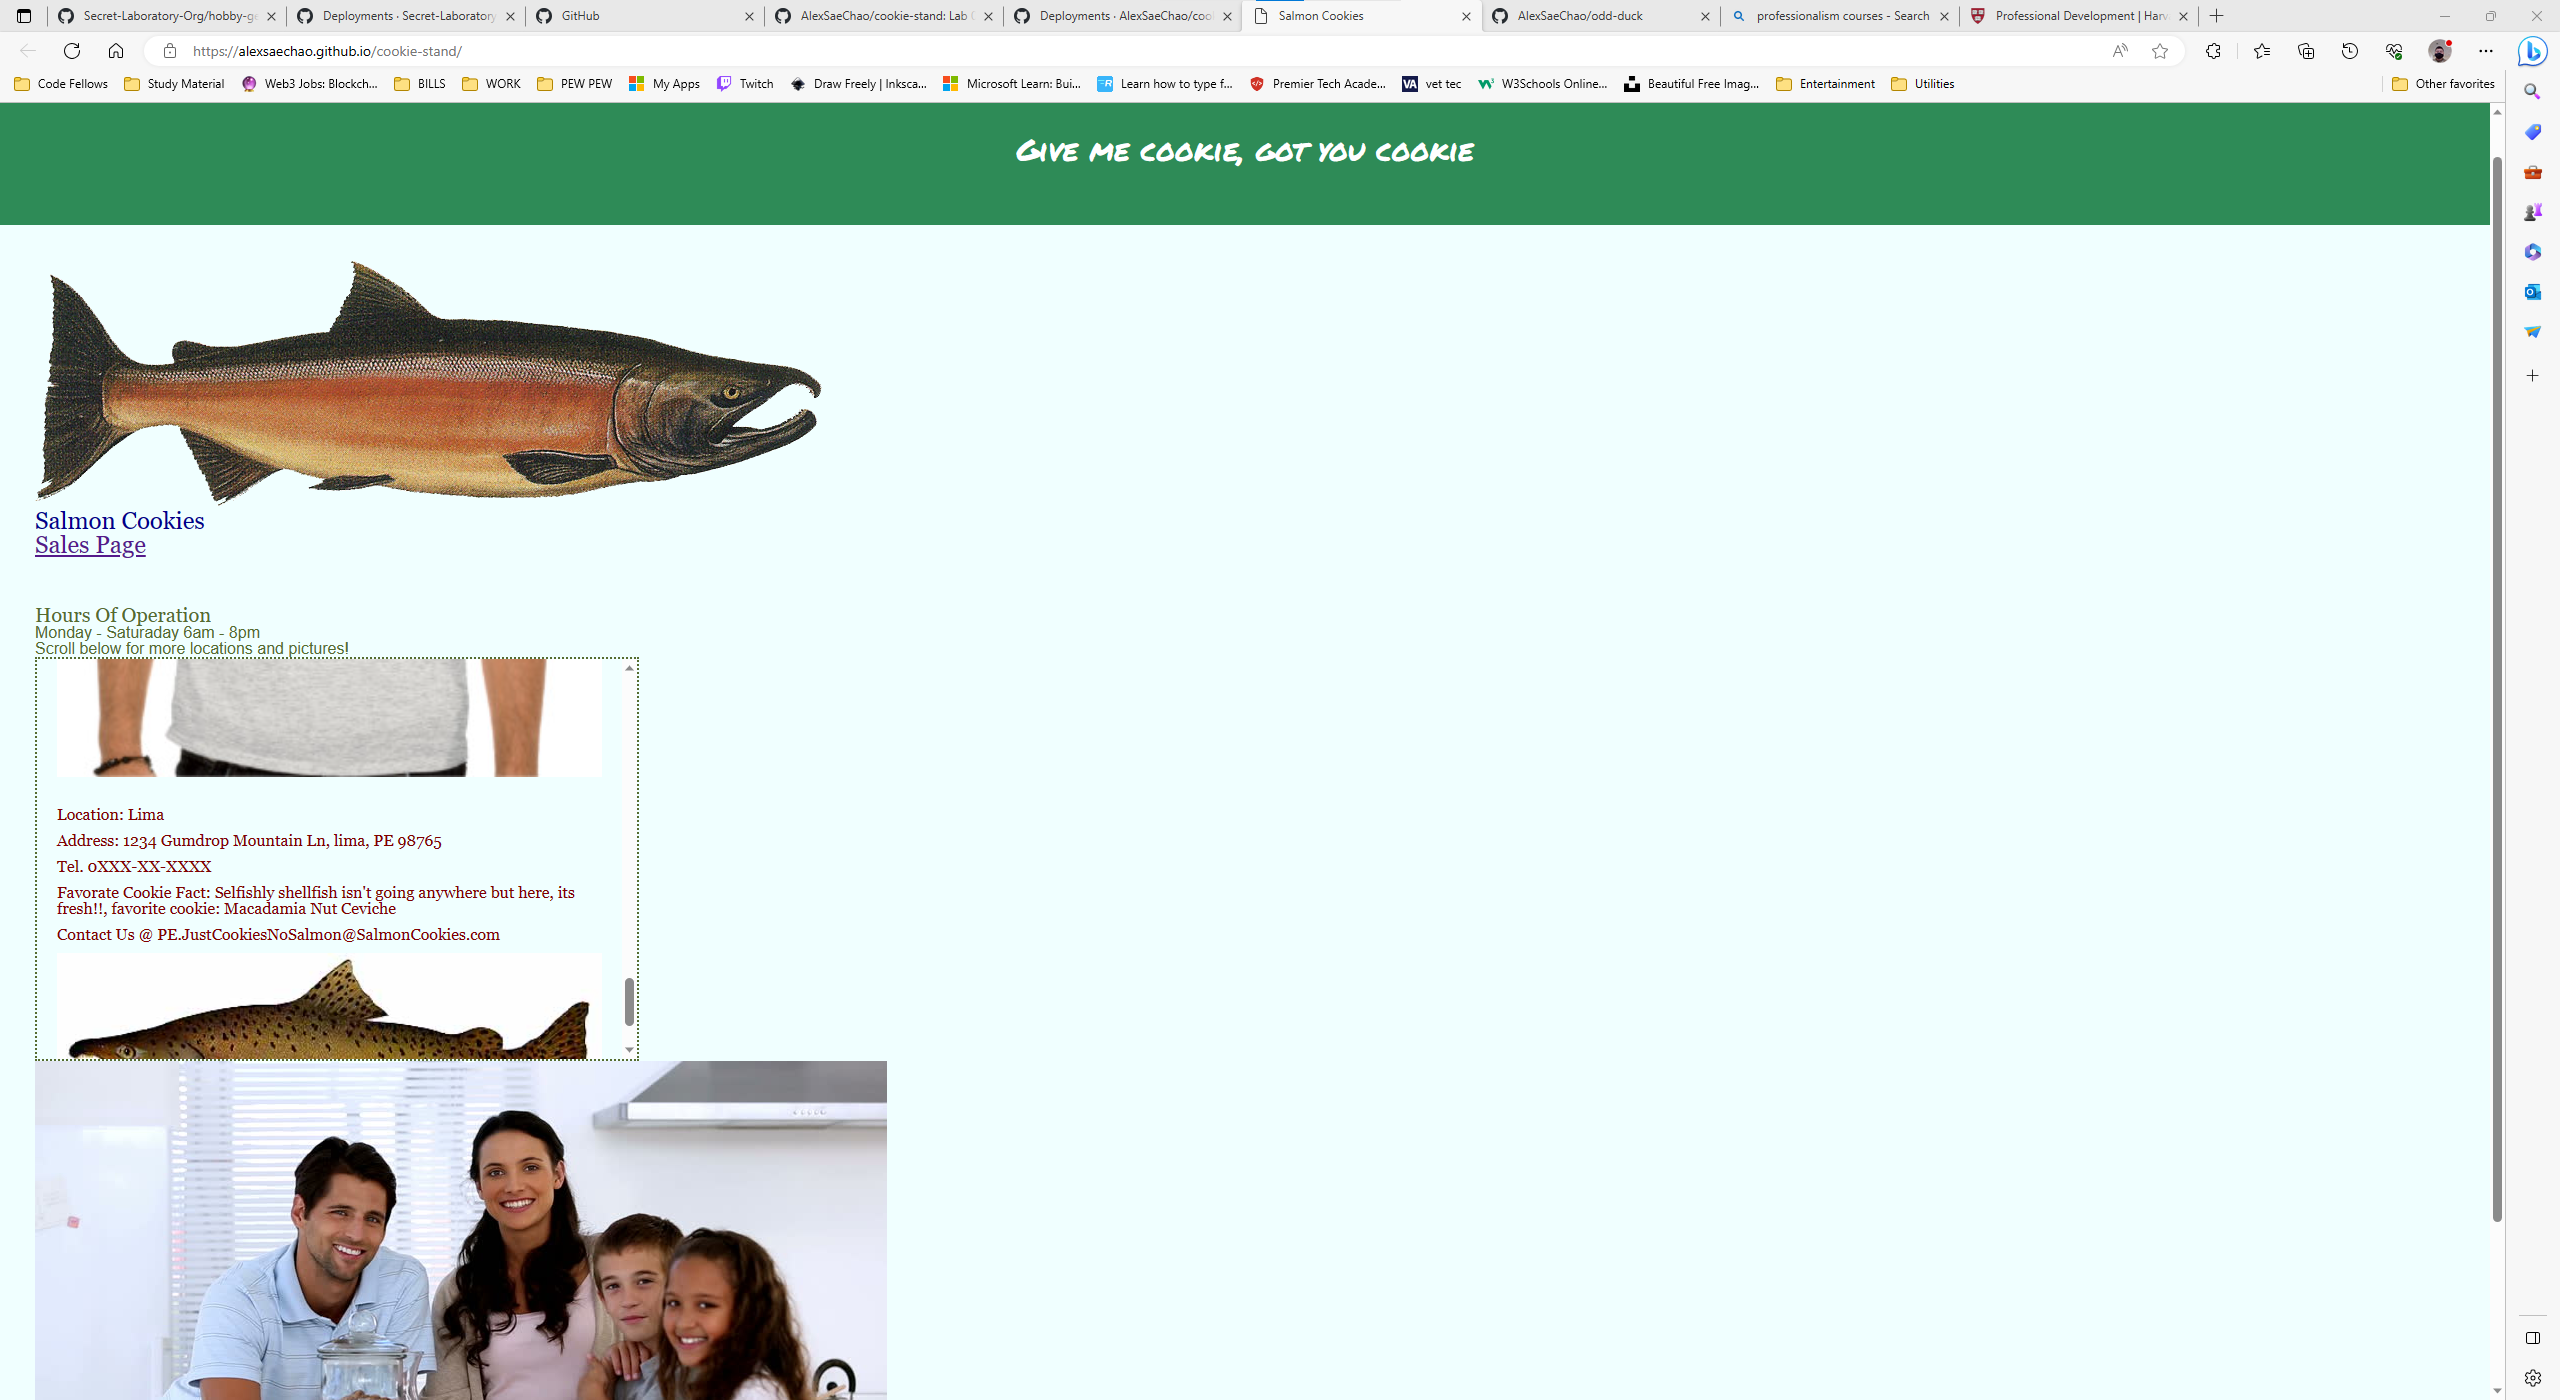 Secret-Laboratory-Org/hobby-ge
Deployments · Secret-Laboratory
GitHub
AlexSaeChao/cookie-stand: Lab
Deployments · AlexSaeChao/coo
Salmon Cookies
AlexSaeChao/odd-duck
professionalism courses - Search
Professional Development | Harv
https://alexsaechao.github.io/cookie-stand/
Code Fellows
Study Material
Web3 Jobs: Blockch...
BILLS
WORK
PEW PEW
My Apps
Twitch
Draw Freely | Inksca...
Microsoft Learn: Bui...
Learn how to type f...
Premier Tech Acade...
VA vet tec
W3Schools Online...
Beautiful Free Imag...
Entertainment
Utilities
Other favorites
Give me cookie, got you cookie
Salmon Cookies
Sales Page
Hours Of Operation
Monday - Saturaday 6am - 8pm
Scroll below for more locations and pictures!
Location: Lima
Address: 1234 Gumdrop Mountain Ln, lima, PE 98765
Tel. 0XXX-XX-XXXX
Favorate Cookie Fact: Selfishly shellfish isn't going anywhere but here, its
fresh!!, favorite cookie: Macadamia Nut Ceviche
Contact Us @ PE.JustCookiesNoSalmon@SalmonCookies.com